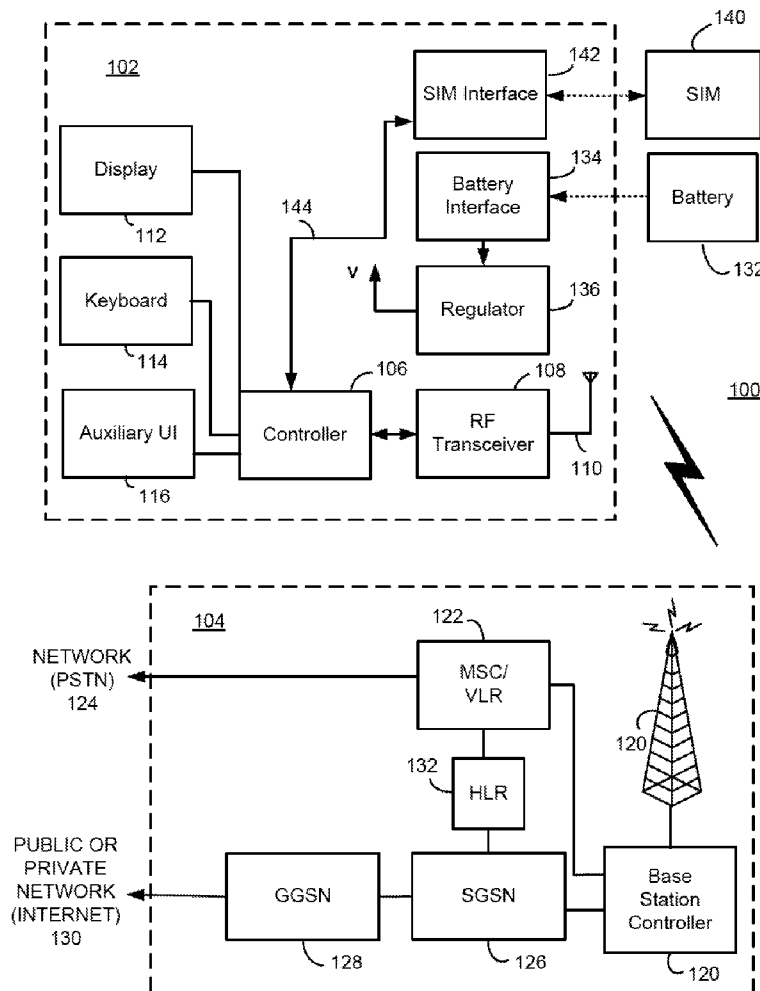 102
140
142
SIM Interface
SIM
134
Display
Battery
Interface
Battery
144
112
132
V
136
Keyboard
Regulator
114
106
108
100
Auxiliary UI
Controller
RF
Transceiver
110
116
104
122
NETWORK
(PSTN)
124
MSC/
VLR
120
132
HLR
PUBLIC OR
PRIVATE
NETWORK
(INTERNET)
130
GGSN
SGSN
Base
Station
Controller
128
126
120